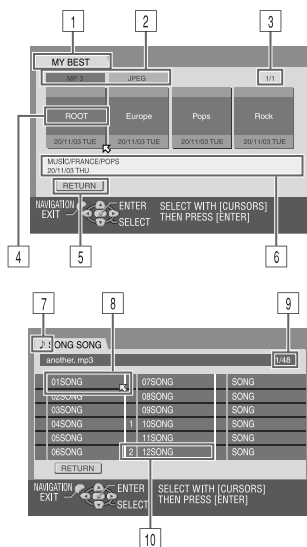 1
2
3
MY BEST
MP3 JPEG 1/1
ROOT Europe Pops Rock
20/11/03 TUE 20/11/03 TUE 20/11/03 TUE 20/11/03 TUE
MUSIC/FRANCE/POPS
20/11/03 THU
RETURN
NAVIGATION
EXIT
ENTER
SELECT
SELECT WITH [CURSORS]
THEN PRESS [ENTER]
4
5
6
7
8
9
♪ SONG SONG
another. mp3 1/48
01SONG 07SONG SONG
02SONG 08SONG SONG
03SONG 09SONG SONG
04SONG 1 10SONG SONG
05SONG 11SONG SONG
06SONG 2 12SONG SONG
RETURN
NAVIGATION
EXIT
ENTER
SELECT
SELECT WITH [CURSORS]
THEN PRESS [ENTER]
10